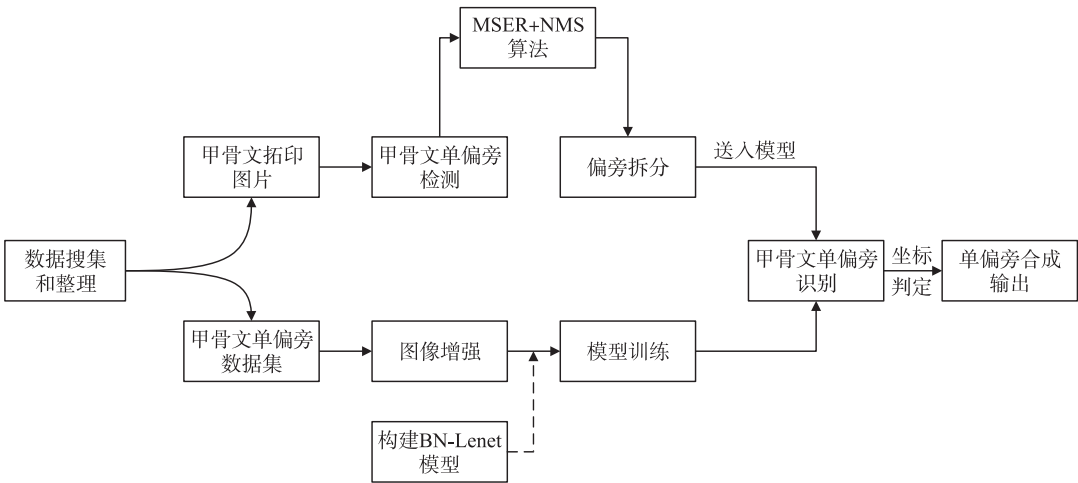 MSER+NMS
算法
甲骨文拓印
图片
甲骨文单偏旁
检测
偏旁拆分
送入模型
数据搜集
和整理
甲骨文单偏旁
识别
坐标
判定
单偏旁合成
输出
甲骨文单偏旁
数据集
图像增强
模型训练
构建BN-Lenet
模型